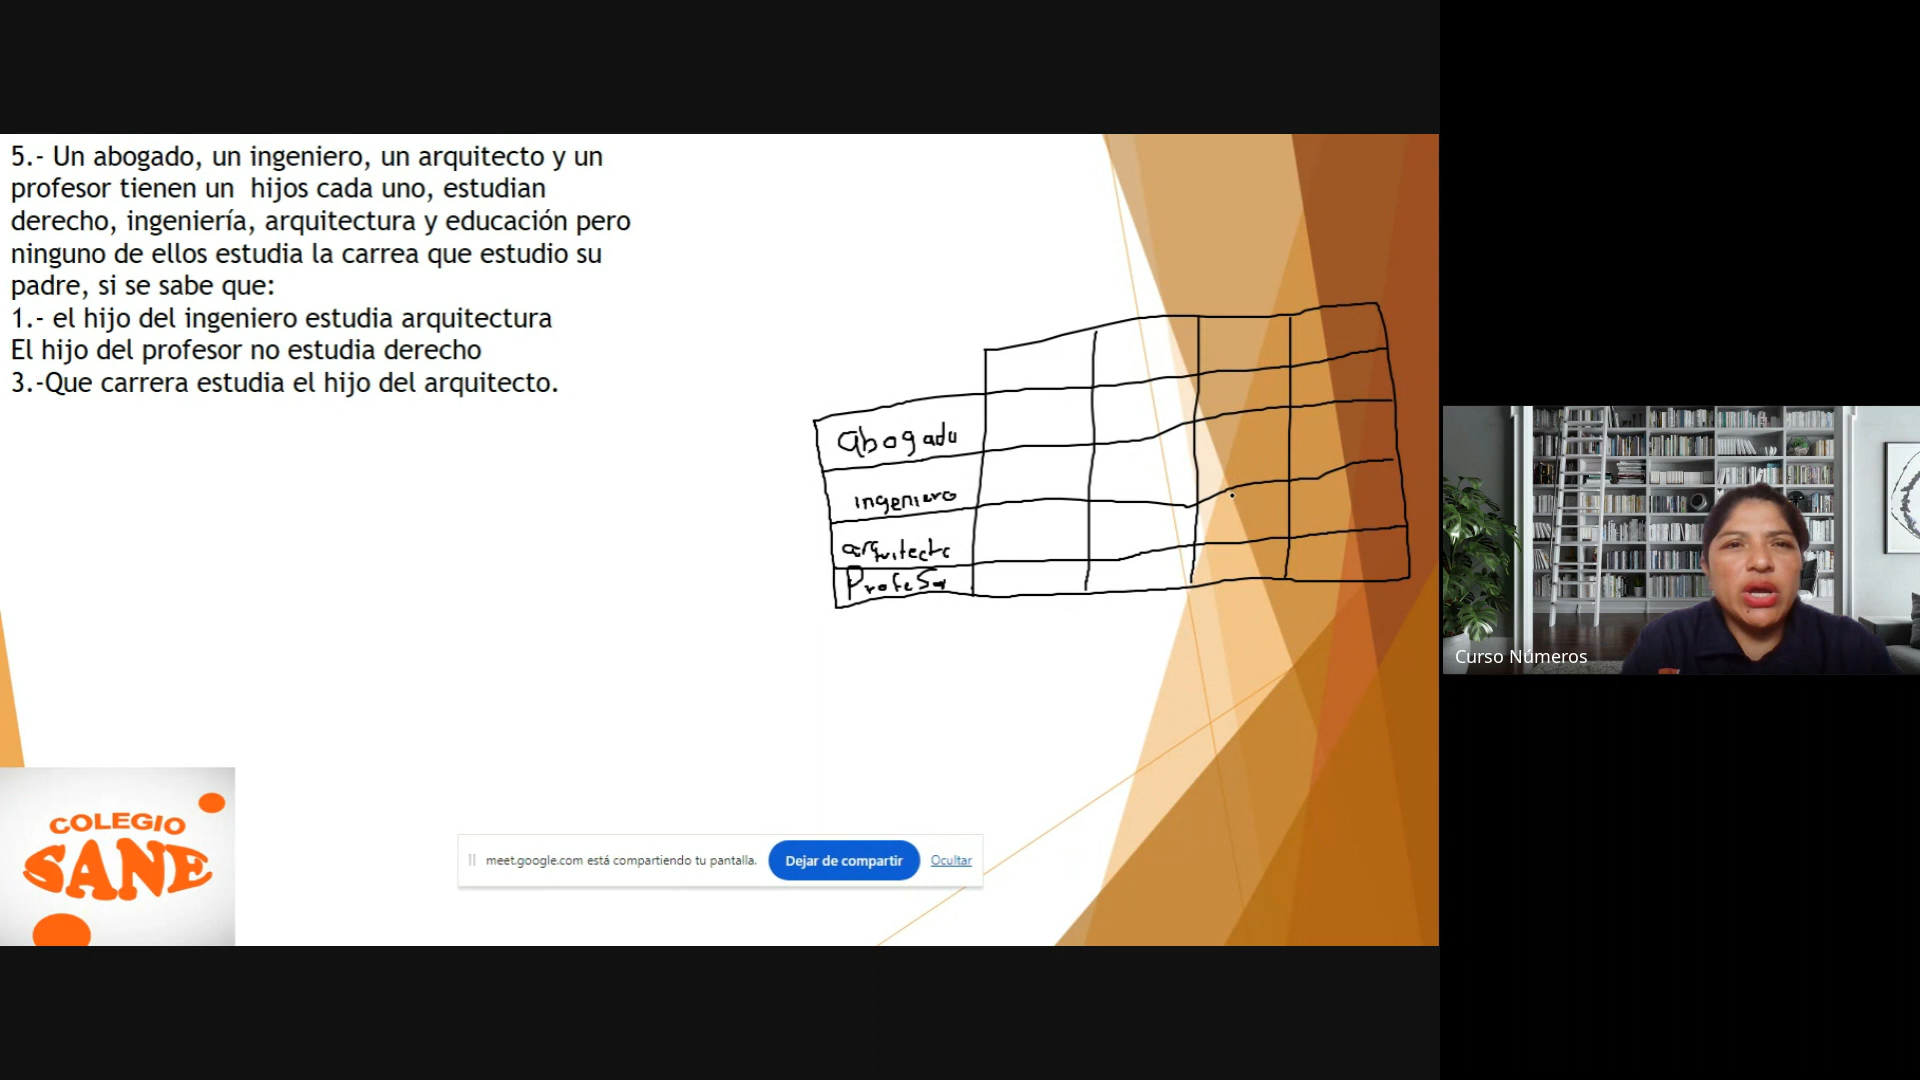 5.- Un abogado, un ingeniero, un arquitecto y un
profesor tienen un  hijos cada uno, estudian
derecho, ingeniería, arquitectura y educación pero
ninguno de ellos estudia la carrea que estudio su
padre, si se sabe que:
1.- el hijo del ingeniero estudia arquitectura
El hijo del profesor no estudia derecho
3.-Que carrera estudia el hijo del arquitecto.
abogado
ingeniero
arquitecto
Profesor
COLEGIO
SANE
meet.google.com está compartiendo tu pantalla.
Dejar de compartir
Ocultar
Curso Números